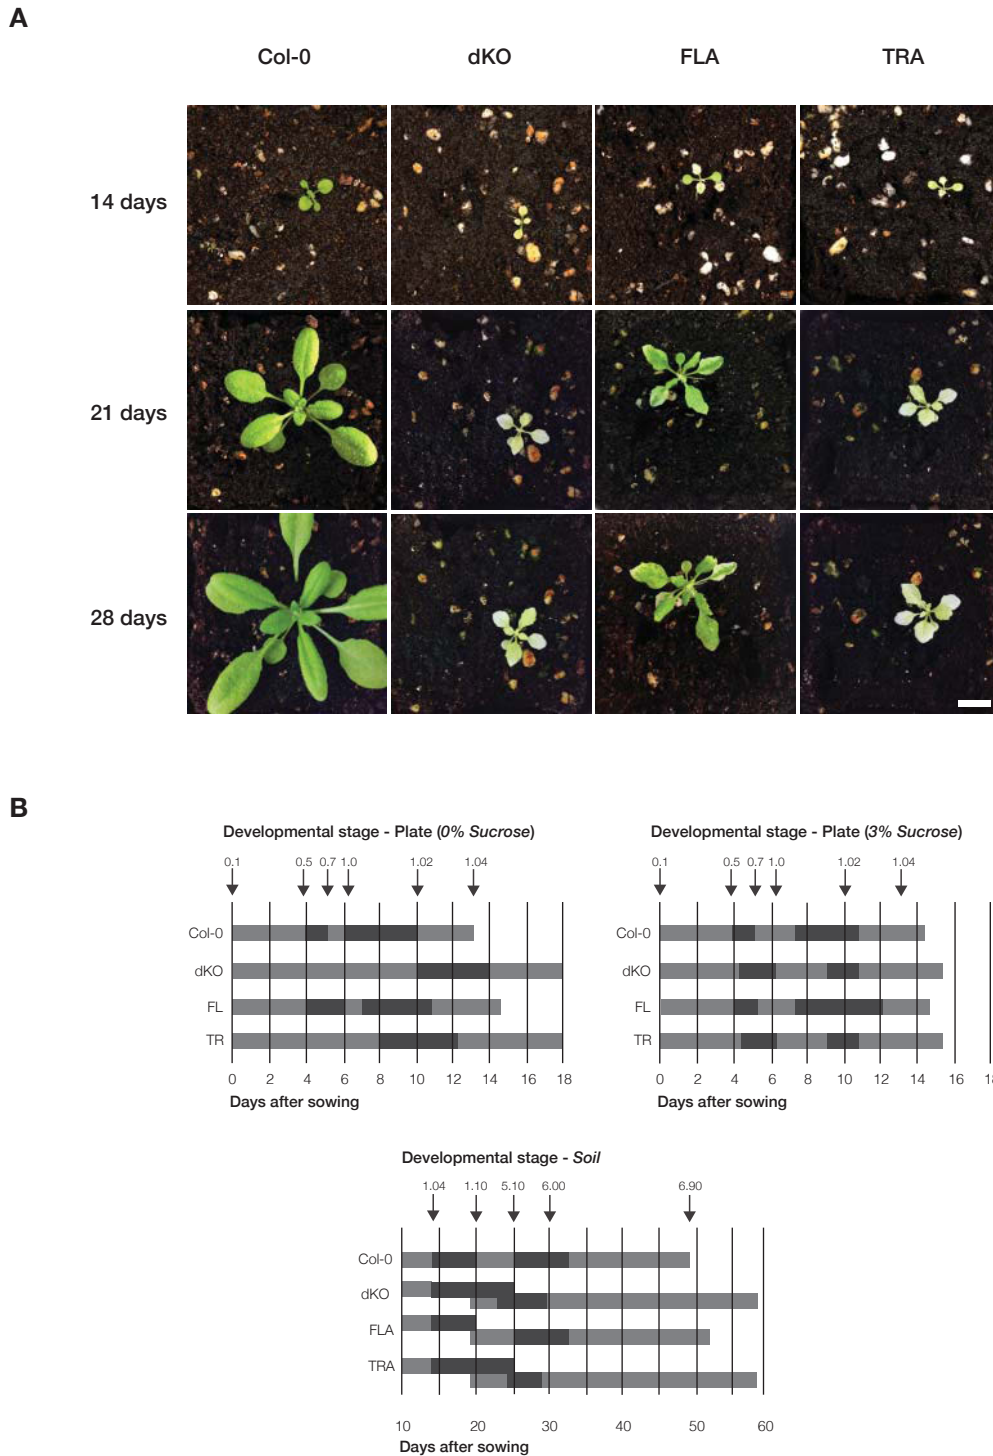 A
Col-0 dKO FLA TRA
14 days
21 days
28 days
B
Developmental stage - Plate (0% Sucrose)
0.1 0.5 0.7 1.0 1.02 1.04
Col-0
dKO
FL
TR
0 2 4 6 8 10 12 14 16 18
Days after sowing
Developmental stage - Plate (3% Sucrose)
0.1 0.5 0.7 1.0 1.02 1.04
Col-0
dKO
FL
TR
0 2 4 6 8 10 12 14 16
Days after sowing
Developmental stage - Soil
1.04 1.10 5.10 6.00 6.90
Col-0
dKO
FLA
TRA
10 20 30 40 50 60
Days after sowing